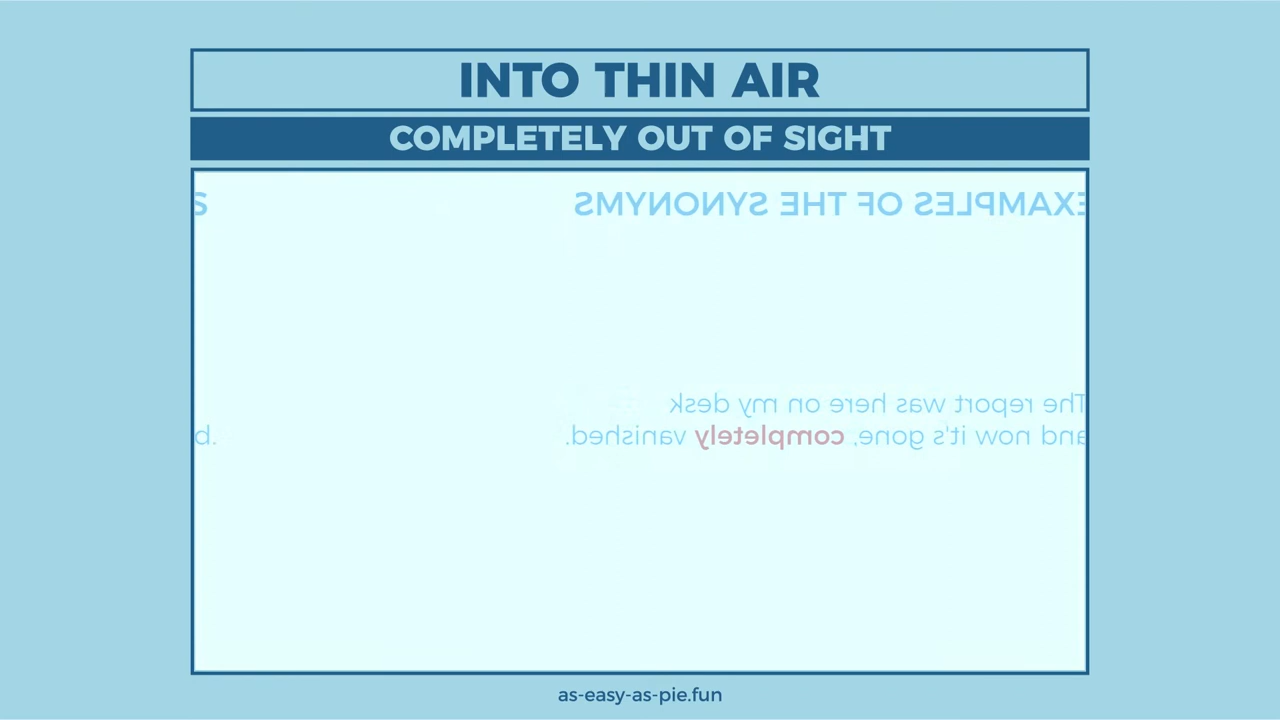 INTO THIN AIR
COMPLETELY OUT OF SIGHT
EXAMPLES OF THE SYNONYMS
The report was here on my desk
and now it's gone, completely vanished.
as-easy-as-pie.fun